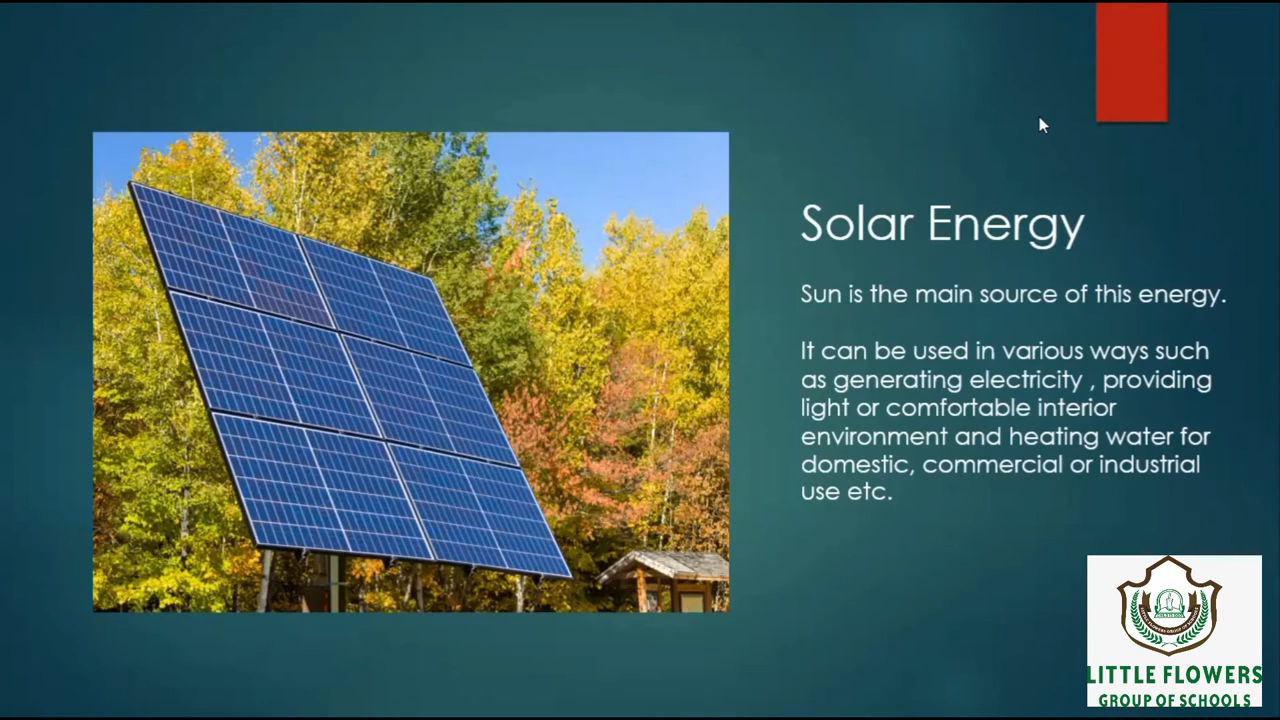 Solar Energy
Sun is the main source of this energy.
It can be used in various ways such
as generating electricity , providing
light or comfortable interior
environment and heating water for
domestic, commercial or industrial
use etc.
LITTLE FLOWERS
GROUP OF SCHOOLS